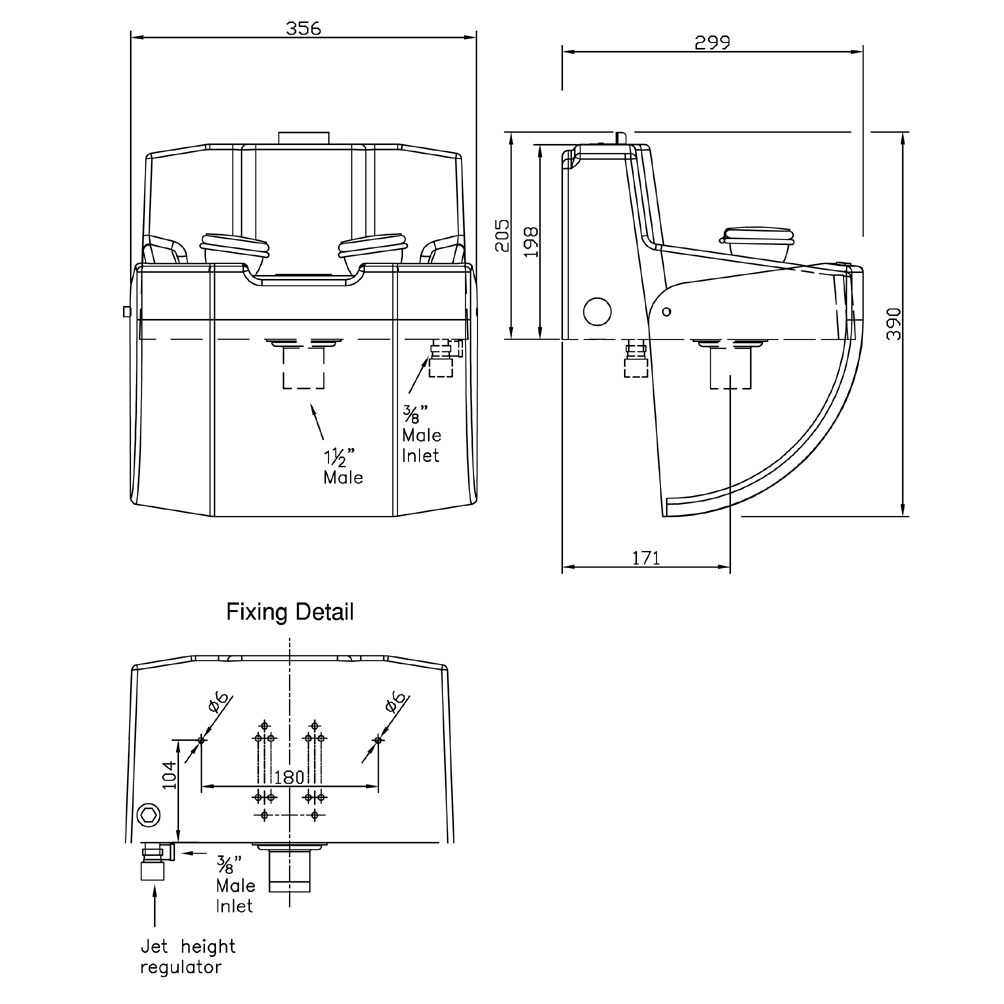 356
299
205
198
390
⅜"
Male
Inlet
1½"
Male
171
Fixing Detail
ø6
ø6
104
180
⅜"
Male
Inlet
Jet height
regulator